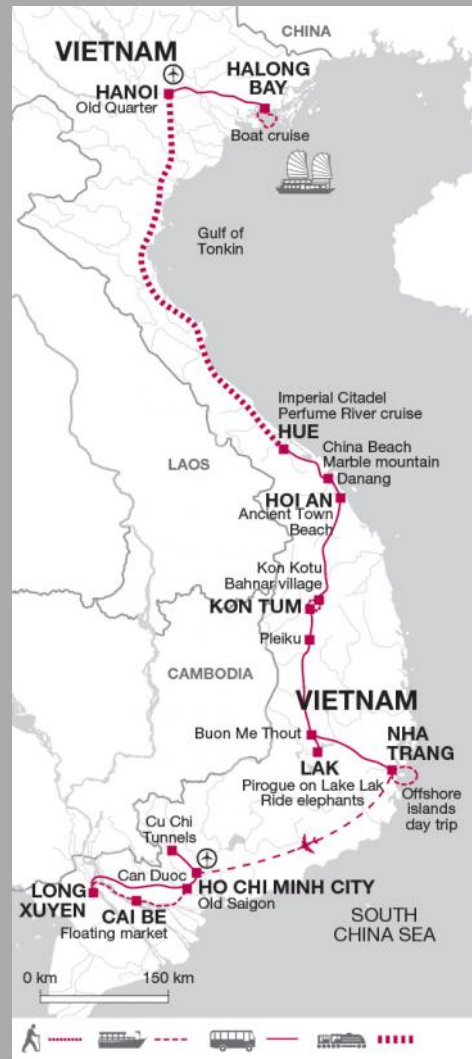 CHINA
VIETNAM
HANOI
Old Quarter
HALONG
BAY
Boat cruise
Gulf of
Tonkin
Imperial Citadel
Perfume River cruise
HUE
China Beach
Marble mountain
Danang
LAOS
HOI AN
Ancient Town
Beach
Kon Kotu
Bahnar village
KON TUM
Pleiku
CAMBODIA
VIETNAM
Buon Me Thout
NHA
TRANG
LAK
Pirogue on Lake Lak
Ride elephants
Offshore
islands
day trip
Cu Chi
Tunnels
Can Duoc
LONG
XUYEN
HO CHI MINH CITY
Old Saigon
CAI BE
Floating market
SOUTH
CHINA SEA
0 km
150 km